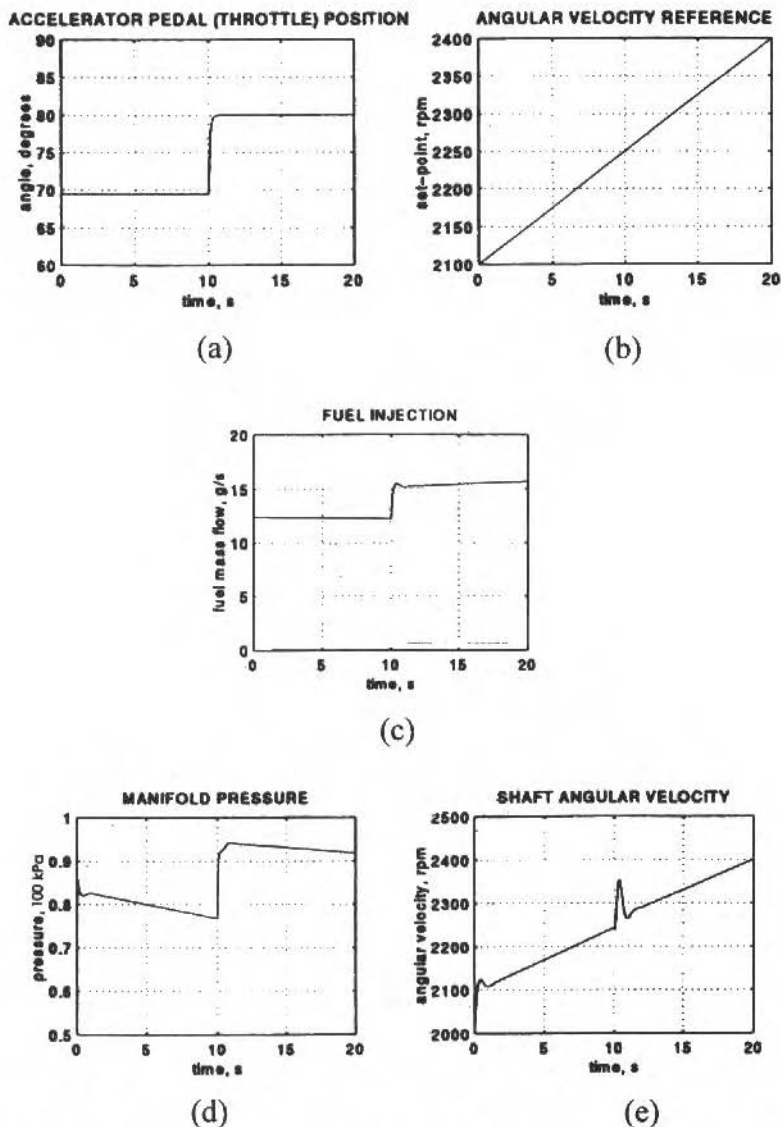 ACCELERATOR PEDAL (THROTTLE) POSITION
90
85
80
75
70
65
60
angle, degrees
0 5 10 15 20
time, s
(a)
ANGULAR VELOCITY REFERENCE
2400
2350
2300
2250
2200
2150
2100
set-point, rpm
0 5 10 15 20
time, s
(b)
FUEL INJECTION
20
15
10
5
0
fuel mass flow, g/s
0 5 10 15 20
time, s
(c)
MANIFOLD PRESSURE
1
0.9
0.8
0.7
0.6
0.5
pressure, 100 kPa
0 5 10 15 20
time, s
(d)
SHAFT ANGULAR VELOCITY
2500
2400
2300
2200
2100
2000
angular velocity, rpm
0 5 10 15 20
time, s
(e)